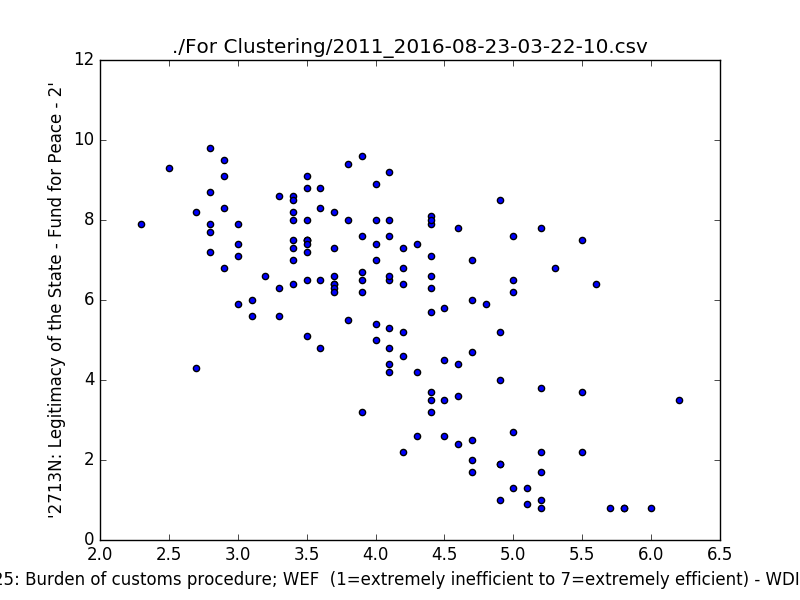 ./For Clustering/2011_2016-08-23-03-22-10.csv
12
10
8
6
4
2
0
'2713N: Legitimacy of the State - Fund for Peace - 2'
2.0 2.5 3.0 3.5 4.0 4.5 5.0 5.5 6.0 6.5
25: Burden of customs procedure; WEF  (1=extremely inefficient to 7=extremely efficient) - WDI